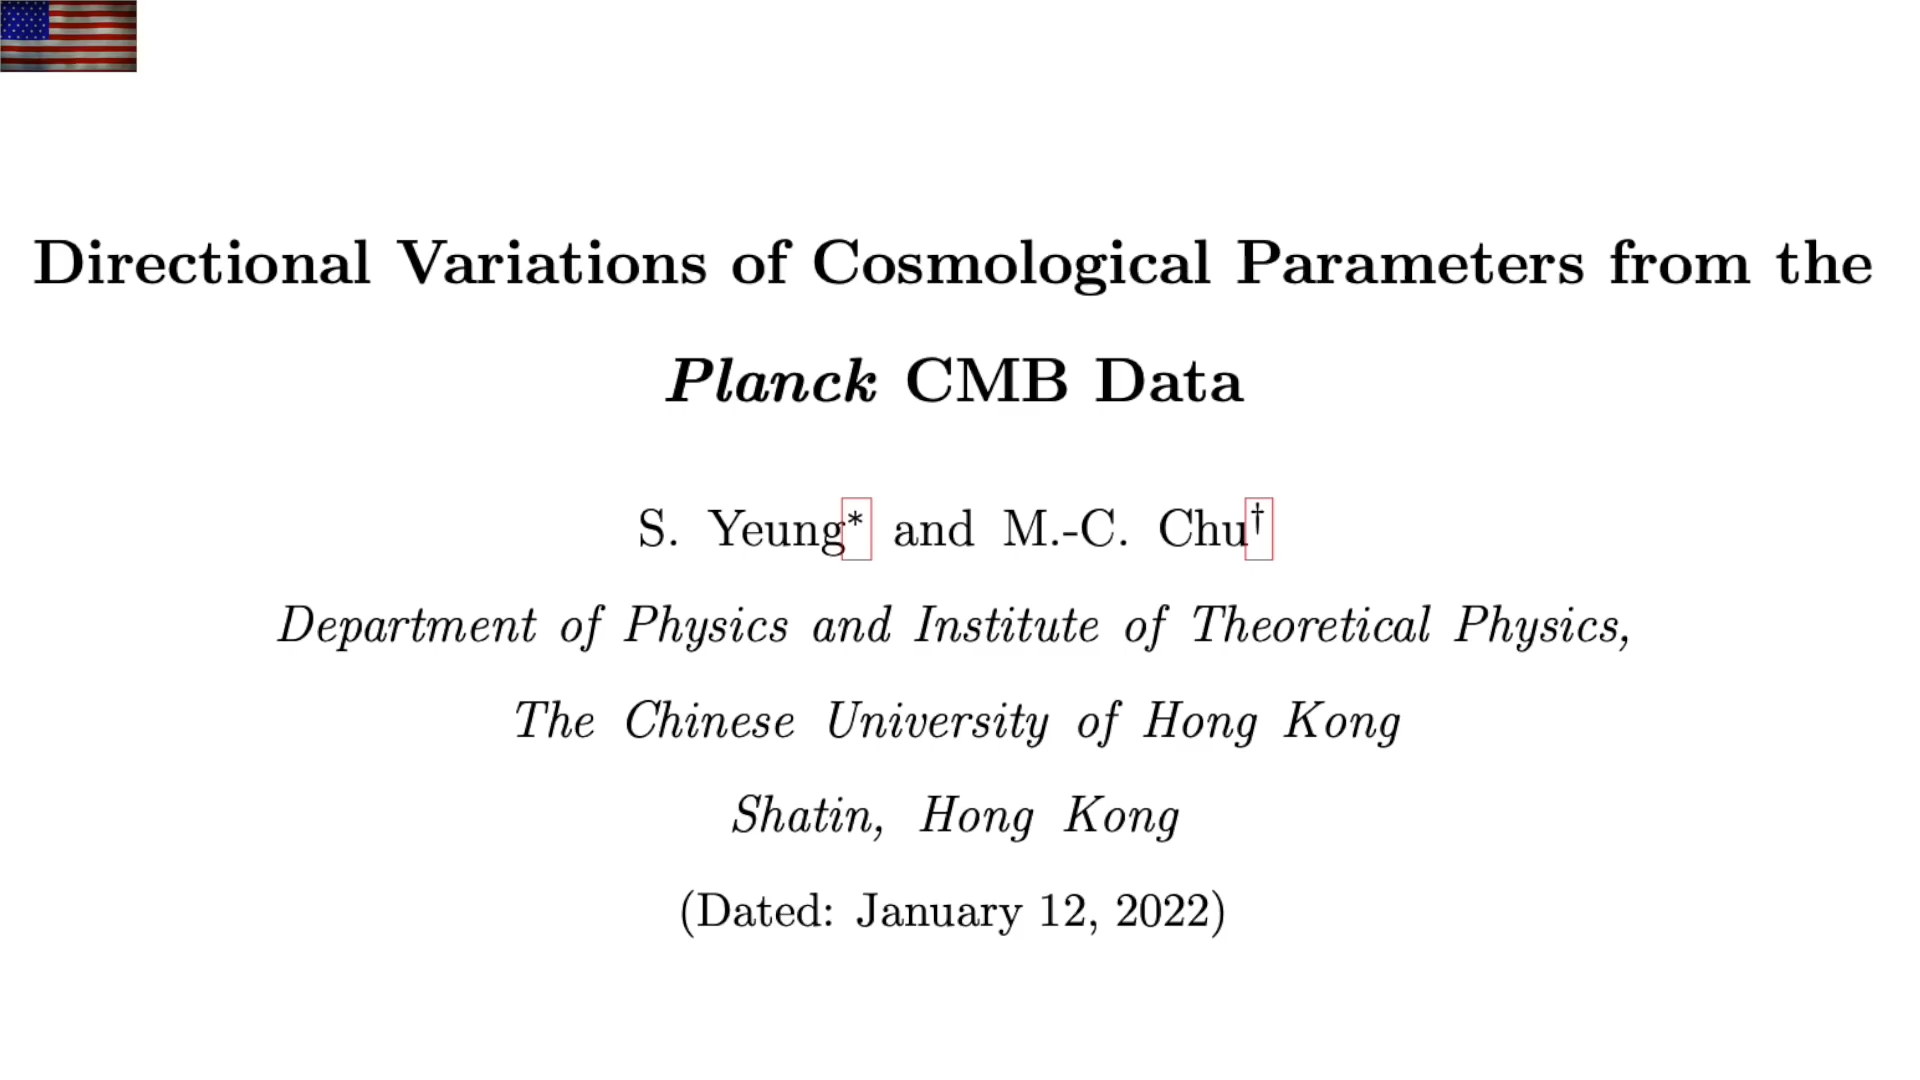 Directional Variations of Cosmological Parameters from the
Planck CMB Data
S. Yeung* and M.-C. Chu†
Department of Physics and Institute of Theoretical Physics,
The Chinese University of Hong Kong
Shatin, Hong Kong
(Dated: January 12, 2022)